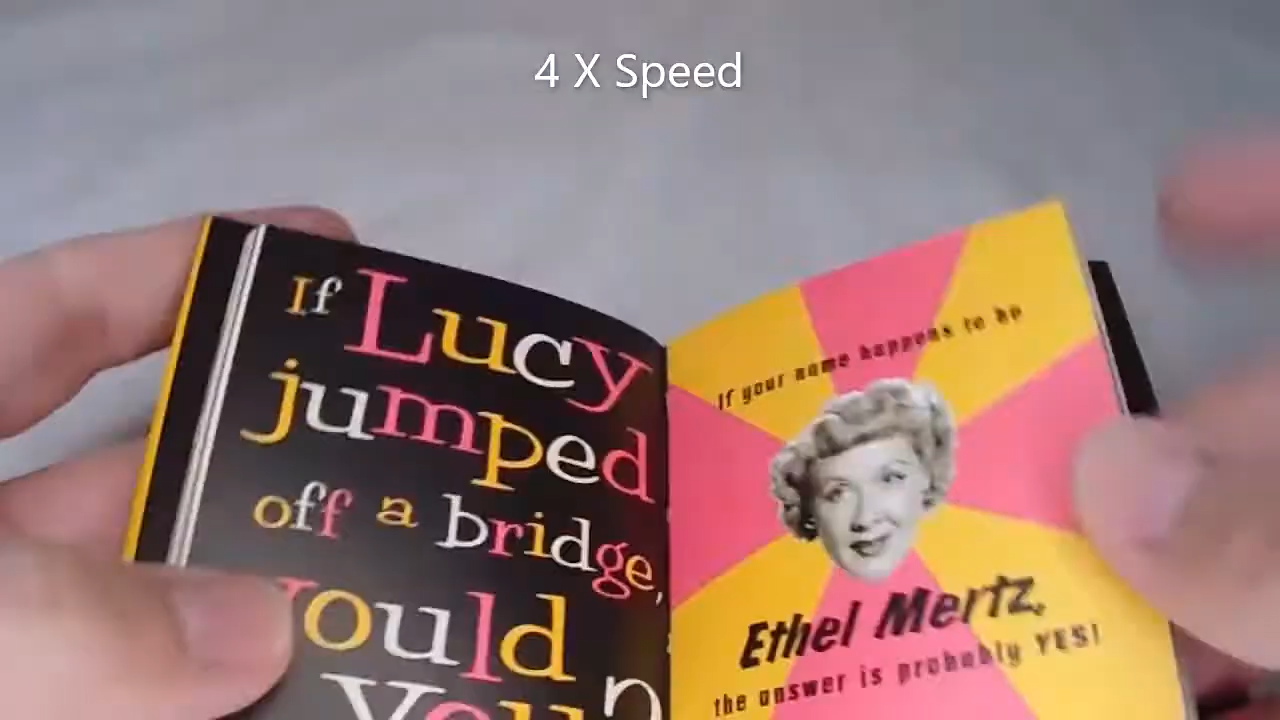 4 X Speed
If Lucy
jumped
off a bridge,
would
you?
If your name happens to be
Ethel Mertz,
the answer is probably YES!